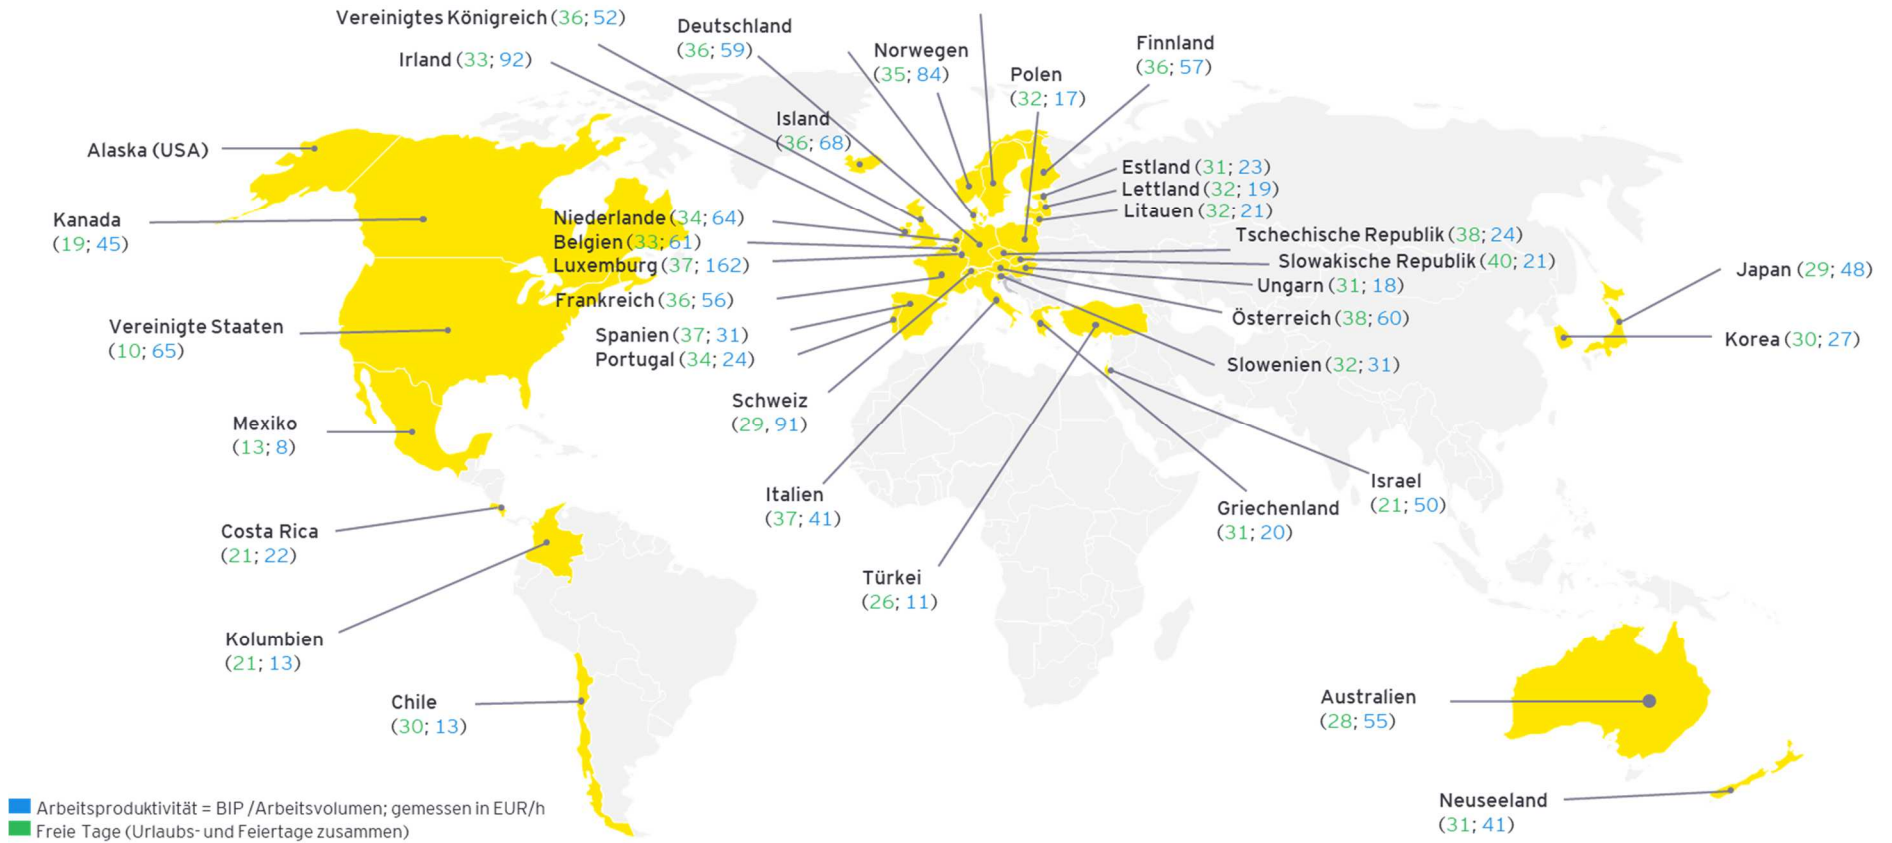 Vereinigtes Königreich (36; 52)
Deutschland
(36; 59)
Irland (33; 92)
Norwegen
(35; 84)
Finnland
(36; 57)
Polen
(32; 17)
Island
(36; 68)
Alaska (USA)
Estland (31; 23)
Lettland (32; 19)
Litauen (32; 21)
Kanada
(19; 45)
Niederlande (34; 64)
Belgien (33; 61)
Luxemburg (37; 162)
Tschechische Republik (38; 24)
Slowakische Republik (40; 21)
Ungarn (31; 18)
Österreich (38; 60)
Japan (29; 48)
Frankreich (36; 56)
Vereinigte Staaten
(10; 65)
Spanien (37; 31)
Portugal (34; 24)
Korea (30; 27)
Slowenien (32; 31)
Schweiz
(29, 91)
Mexiko
(13; 8)
Italien
(37; 41)
Israel
(21; 50)
Griechenland
(31; 20)
Costa Rica
(21; 22)
Türkei
(26; 11)
Kolumbien
(21; 13)
Chile
(30; 13)
Australien
(28; 55)
Neuseeland
(31; 41)
Arbeitsproduktivität = BIP /Arbeitsvolumen; gemessen in EUR/h
Freie Tage (Urlaubs- und Feiertage zusammen)